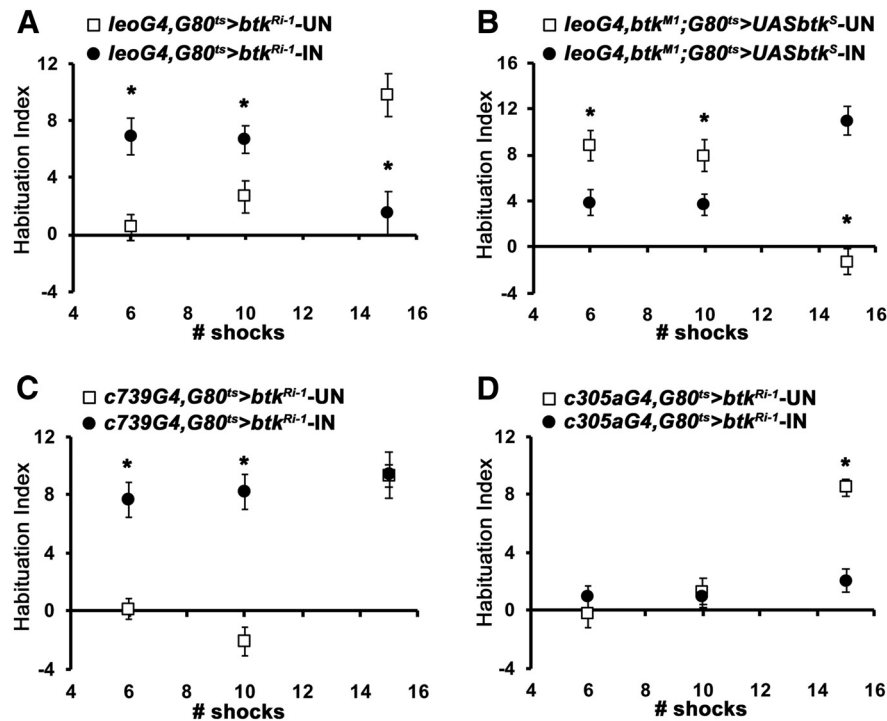 A
leoG4,G80ts>btkRi-1-UN
leoG4,G80ts>btkRi-1-IN
Habituation Index
12
*
*
8
*
4
0
-4
4 6 8 10 12 14 16
# shocks
B
leoG4,btkM1;G80ts>UASbtkS-UN
leoG4,btkM1;G80ts>UASbtkS-IN
Habituation Index
16
12
*
*
8
4
*
0
-4
4 6 8 10 12 14 16
# shocks
C
c739G4,G80ts>btkRi-1-UN
c739G4,G80ts>btkRi-1-IN
Habituation Index
12
*
*
8
4
0
-4
4 6 8 10 12 14 16
# shocks
D
c305aG4,G80ts>btkRi-1-UN
c305aG4,G80ts>btkRi-1-IN
Habituation Index
12
*
8
4
0
-4
4 6 8 10 12 14 16
# shocks